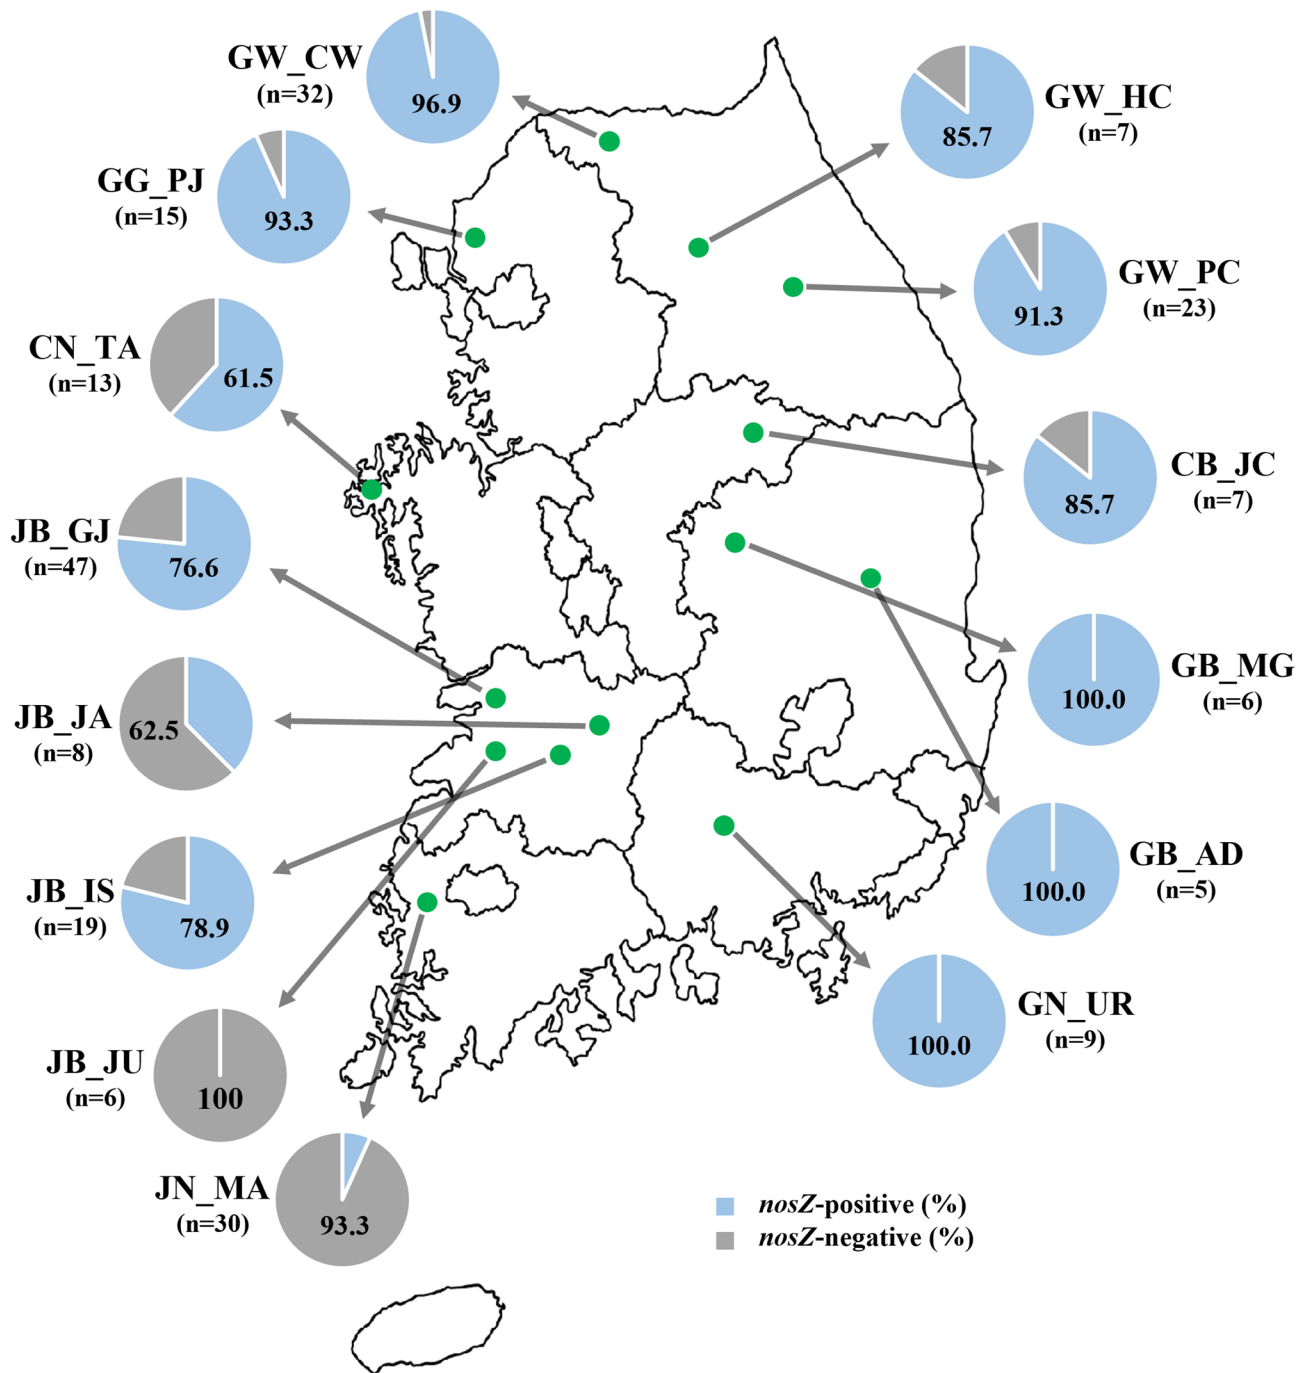 GW_CW
(n=32)
96.9
GW_HC
(n=7)
85.7
GG_PJ
(n=15)
93.3
GW_PC
(n=23)
91.3
CN_TA
(n=13)
61.5
CB_JC
(n=7)
85.7
JB_GJ
(n=47)
76.6
GB_MG
(n=6)
100.0
JB_JA
(n=8)
62.5
GB_AD
(n=5)
100.0
JB_IS
(n=19)
78.9
GN_UR
(n=9)
100.0
JB_JU
(n=6)
100
JN_MA
(n=30)
93.3
nosZ-positive (%)
nosZ-negative (%)